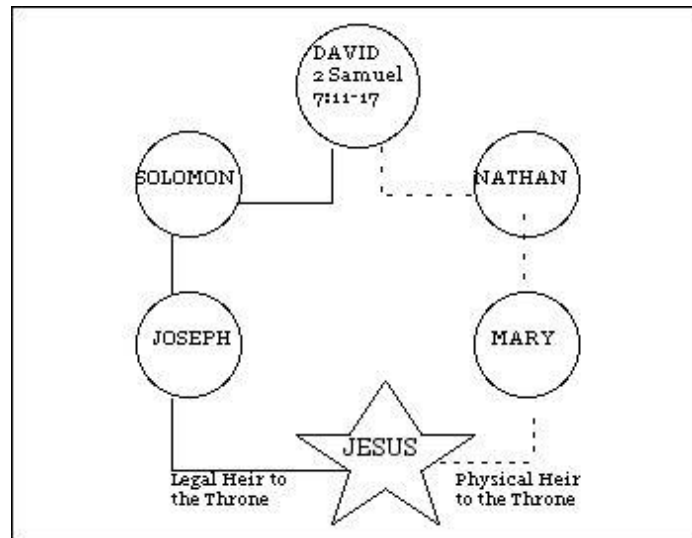 DAVID
2 Samuel
7:11-17
SOLOMON
NATHAN
JOSEPH
MARY
JESUS
Legal Heir to
the Throne
Physical Heir
to the Throne